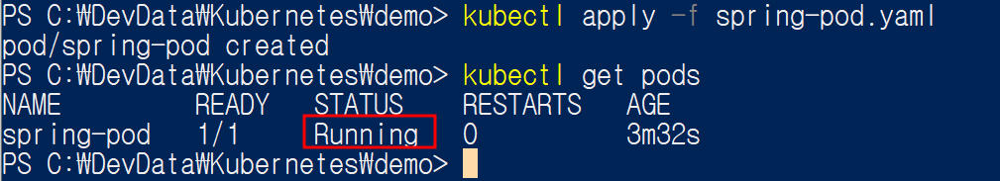 PS C:₩DevData₩Kubernetes₩demo> kubectl apply -f spring-pod.yaml
pod/spring-pod created
PS C:₩DevData₩Kubernetes₩demo> kubectl get pods
NAME READY STATUS RESTARTS AGE
spring-pod 1/1 Running 0 3m32s
PS C:₩DevData₩Kubernetes₩demo>